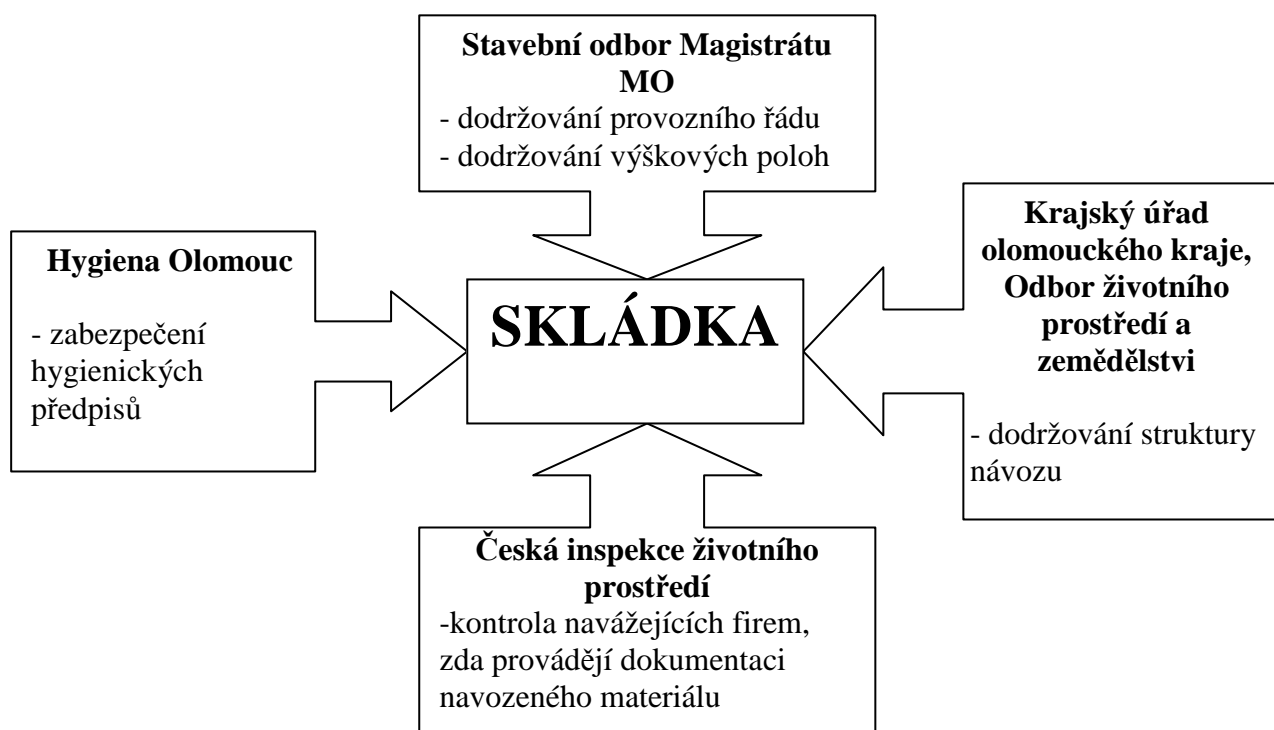 Stavební odbor Magistrátu
MO
- dodržování provozního řádu
- dodržování výškových poloh
Hygiena Olomouc
- zabezpečení
hygienických
předpisů
SKLÁDKA
Krajský úřad
olomouckého kraje,
Odbor životního
prostředí a
zemědělstvi
- dodržování struktury
návozu
Česká inspekce životního
prostředí
-kontrola navážejících firem,
zda provádějí dokumentaci
navozeného materiálu